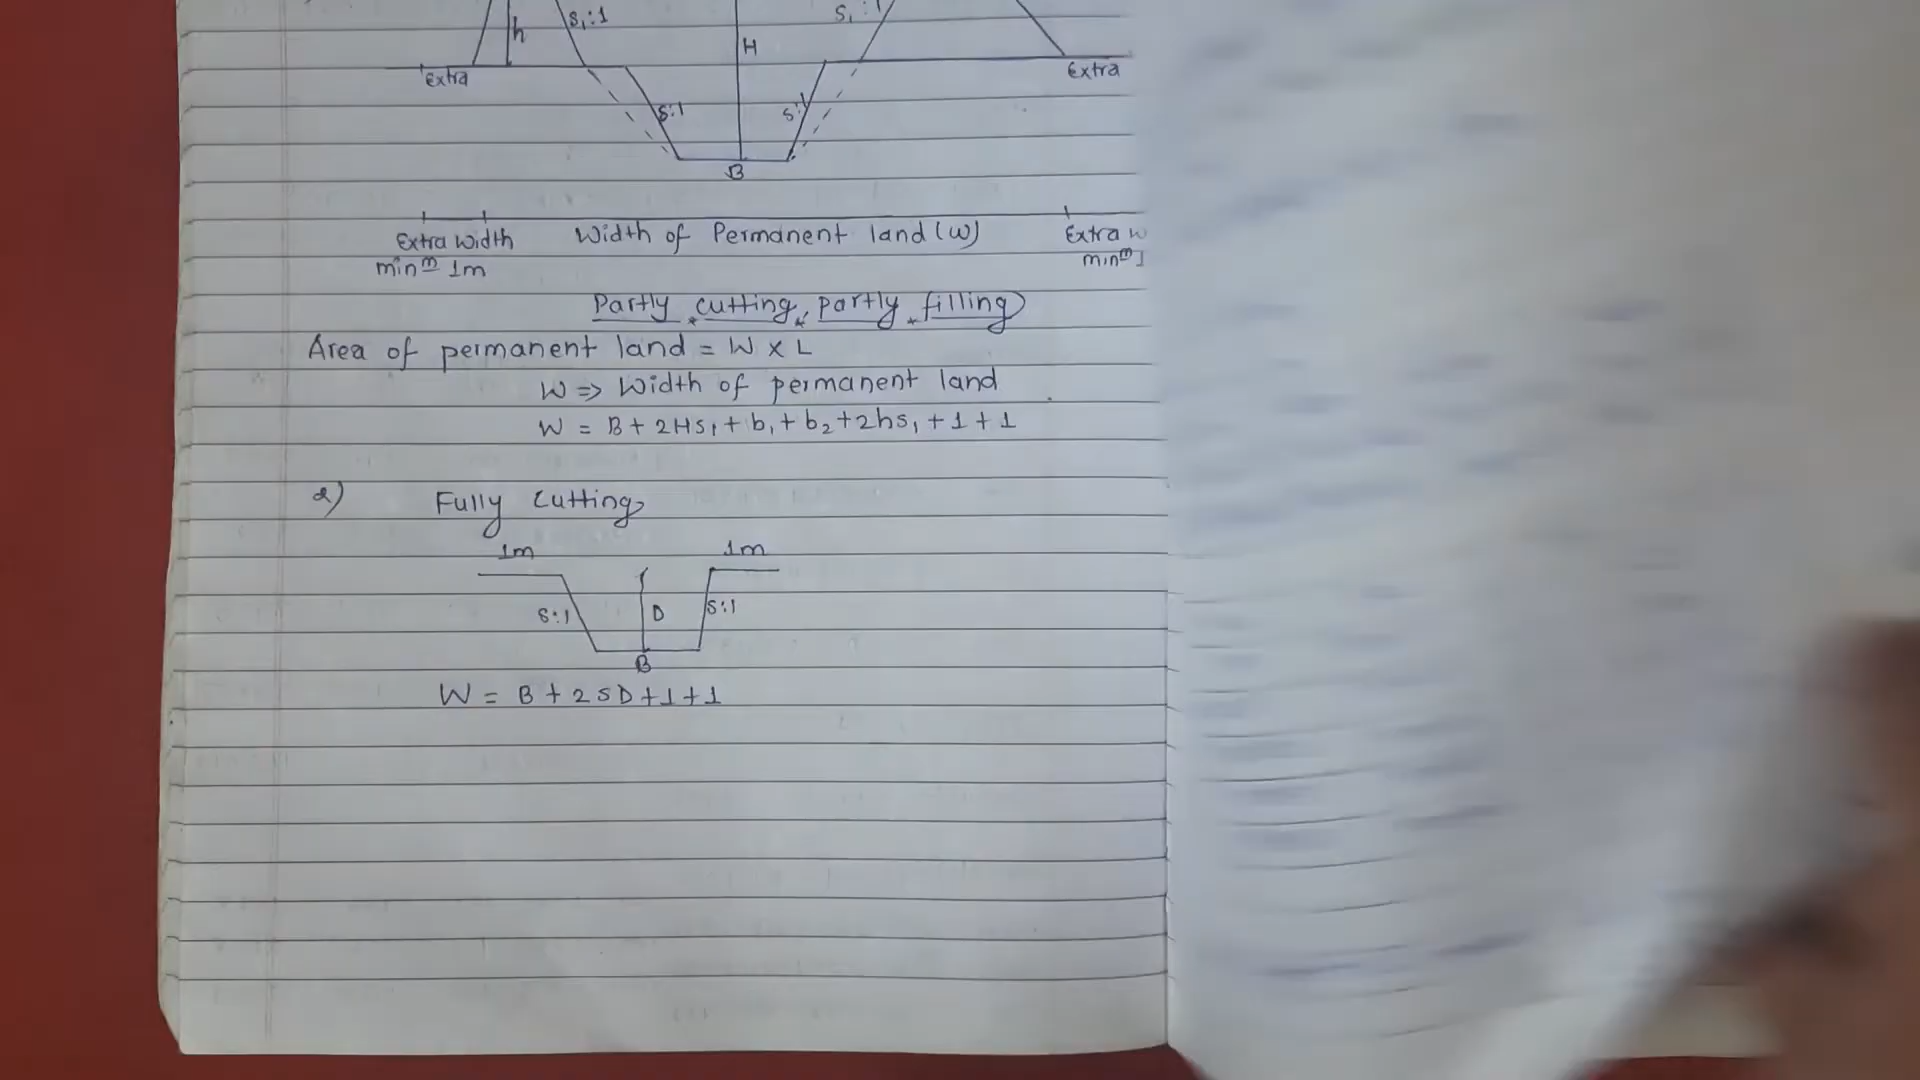 h S₁:1 H S₁:1
Extra Extra
S:1 S:1
B
Extra width Width of Permanent land (W) Extra W
minᵐ 1m minᵐ 1
Partly cutting, partly filling
Area of permanent land = W x L
W => Width of permanent land
W = B + 2HS₁ + b₁ + b₂ + 2hs₁ + 1 + 1
2) Fully Cutting
1m 1m
S:1 D S:1
B
W = B + 2SD + 1 + 1